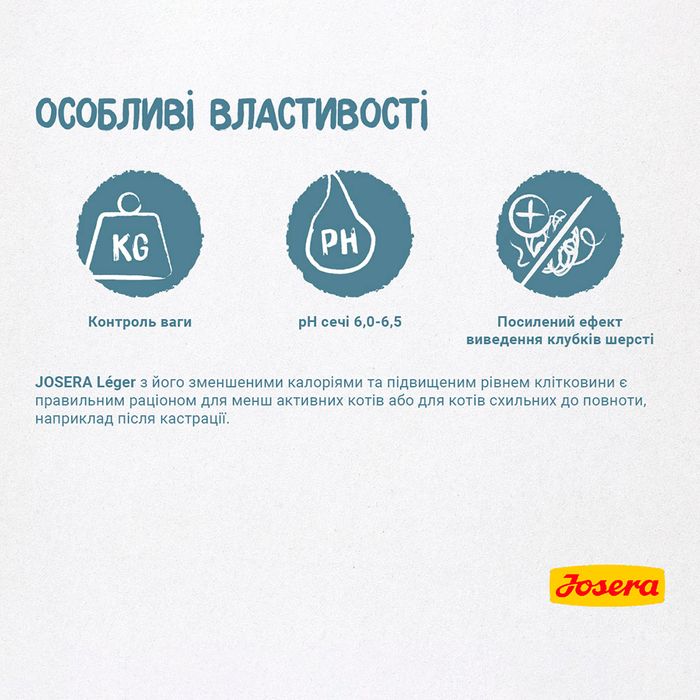 ОСОБЛИВІ ВЛАСТИВОСТІ
KG
PH
Контроль ваги
pH сечі 6,0-6,5
Посилений ефект
виведення клубків шерсті
JOSERA Léger з його зменшеними калоріями та підвищеним рівнем клітковини є
правильним раціоном для менш активних котів або для котів схильних до повноти,
наприклад після кастрації.
Josera